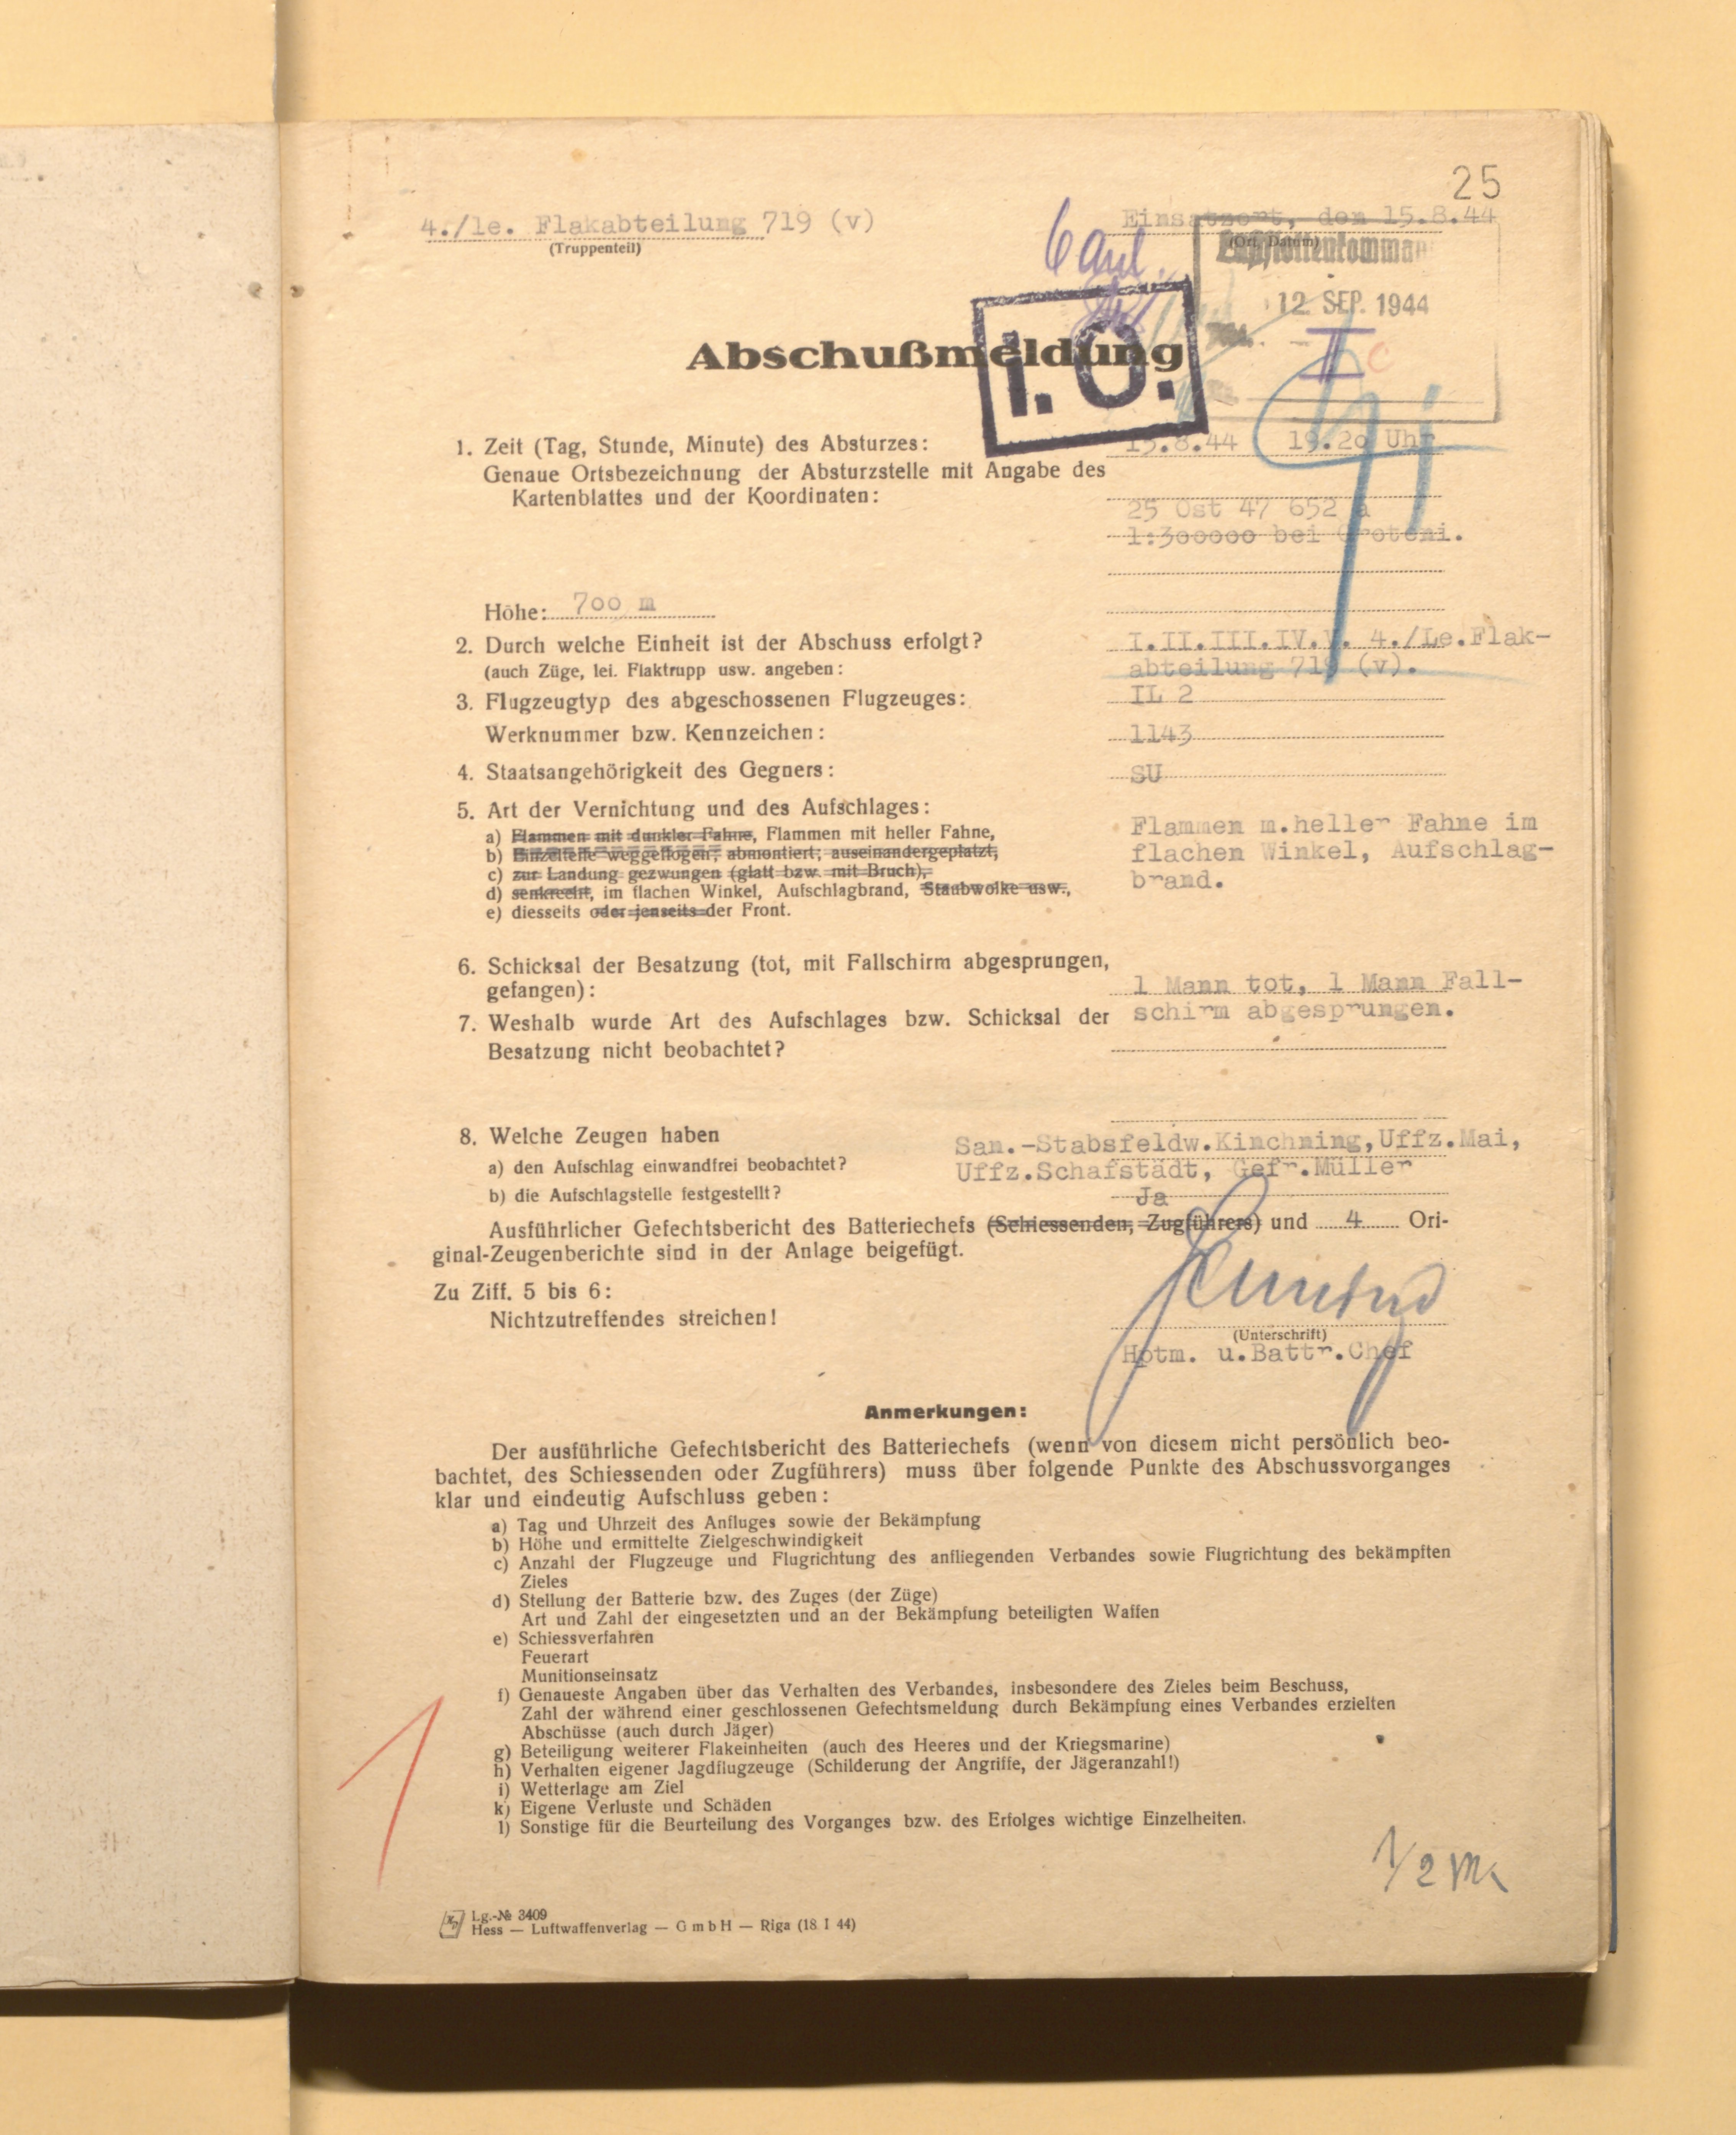 25
4./le. Flakabteilung 719 (v)
Einsatzort, den 15.8.44
(Truppenteil)
(Ort, Datum)
Luftflottenkomman
12. SEP. 1944
II c
Abschußmeldung
I. O.
1. Zeit (Tag, Stunde, Minute) des Absturzes: 15.8.44 19.2o Uhr
Genaue Ortsbezeichnung der Absturzstelle mit Angabe des
Kartenblattes und der Koordinaten:
25 Ost 47 652 a
1:3ooooo bei Groteni.
Höhe: 7oo m
2. Durch welche Einheit ist der Abschuss erfolgt? I.II.III.IV.V. 4./Le.Flak-
(auch Züge, lei. Flaktrupp usw. angeben: abteilung 719 (v).
3. Flugzeugtyp des abgeschossenen Flugzeuges: IL 2
Werknummer bzw. Kennzeichen: 1143
4. Staatsangehörigkeit des Gegners: SU
5. Art der Vernichtung und des Aufschlages:
a) Flammen mit dunkler Fahne, Flammen mit heller Fahne,
b) Einzelteile weggeflogen, abmontiert, auseinandergeplatzt,
c) zur Landung gezwungen (glatt bzw. mit Bruch),
d) senkrecht, im flachen Winkel, Aufschlagbrand, Staubwolke usw.,
e) diesseits oder jenseits der Front.
Flammen m.heller Fahne im
flachen Winkel, Aufschlag-
brand.
6. Schicksal der Besatzung (tot, mit Fallschirm abgesprungen,
gefangen): 1 Mann tot, 1 Mann Fall-
schirm abgesprungen.
7. Weshalb wurde Art des Aufschlages bzw. Schicksal der
Besatzung nicht beobachtet?
8. Welche Zeugen haben
a) den Aufschlag einwandfrei beobachtet?
San.-Stabsfeldw.Kinchning,Uffz.Mai,
Uffz.Schafstädt, Gefr.Müller
b) die Aufschlagstelle festgestellt? Ja
Ausführlicher Gefechtsbericht des Batteriechefs (Schiessenden, Zugführers) und 4 Ori-
ginal-Zeugenberichte sind in der Anlage beigefügt.
Zu Ziff. 5 bis 6:
Nichtzutreffendes streichen!
(Unterschrift)
Hptm. u.Battr.Chef
Anmerkungen:
Der ausführliche Gefechtsbericht des Batteriechefs (wenn von diesem nicht persönlich beo-
bachtet, des Schiessenden oder Zugführers) muss über folgende Punkte des Abschussvorganges
klar und eindeutig Aufschluss geben:
a) Tag und Uhrzeit des Anfluges sowie der Bekämpfung
b) Höhe und ermittelte Zielgeschwindigkeit
c) Anzahl der Flugzeuge und Flugrichtung des anfliegenden Verbandes sowie Flugrichtung des bekämpften
Zieles
d) Stellung der Batterie bzw. des Zuges (der Züge)
Art und Zahl der eingesetzten und an der Bekämpfung beteiligten Waffen
e) Schiessverfahren
Feuerart
Munitionseinsatz
f) Genaueste Angaben über das Verhalten des Verbandes, insbesondere des Zieles beim Beschuss,
Zahl der während einer geschlossenen Gefechtsmeldung durch Bekämpfung eines Verbandes erzielten
Abschüsse (auch durch Jäger)
g) Beteiligung weiterer Flakeinheiten (auch des Heeres und der Kriegsmarine)
h) Verhalten eigener Jagdflugzeuge (Schilderung der Angriffe, der Jägeranzahl!)
i) Wetterlage am Ziel
k) Eigene Verluste und Schäden
l) Sonstige für die Beurteilung des Vorganges bzw. des Erfolges wichtige Einzelheiten.
1
Lg.-№ 3409
Hess — Luftwaffenverlag — GmbH — Riga (18 I 44)